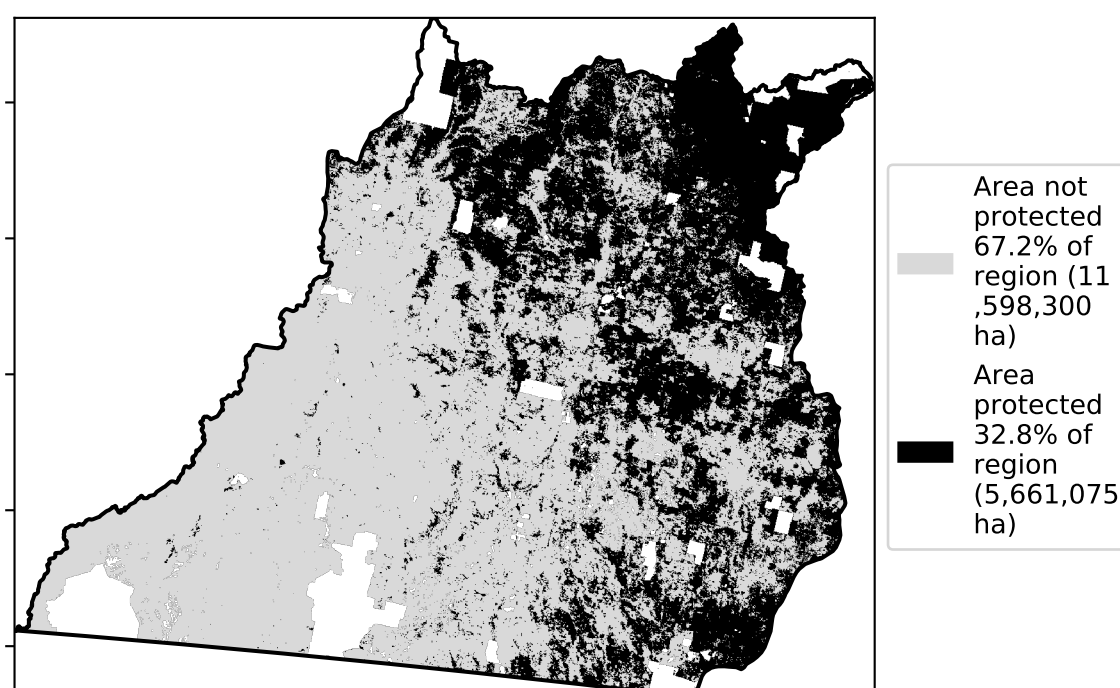 Area not
protected
67.2% of
region (11
,598,300
ha)
Area
protected
32.8% of
region
(5,661,075
ha)